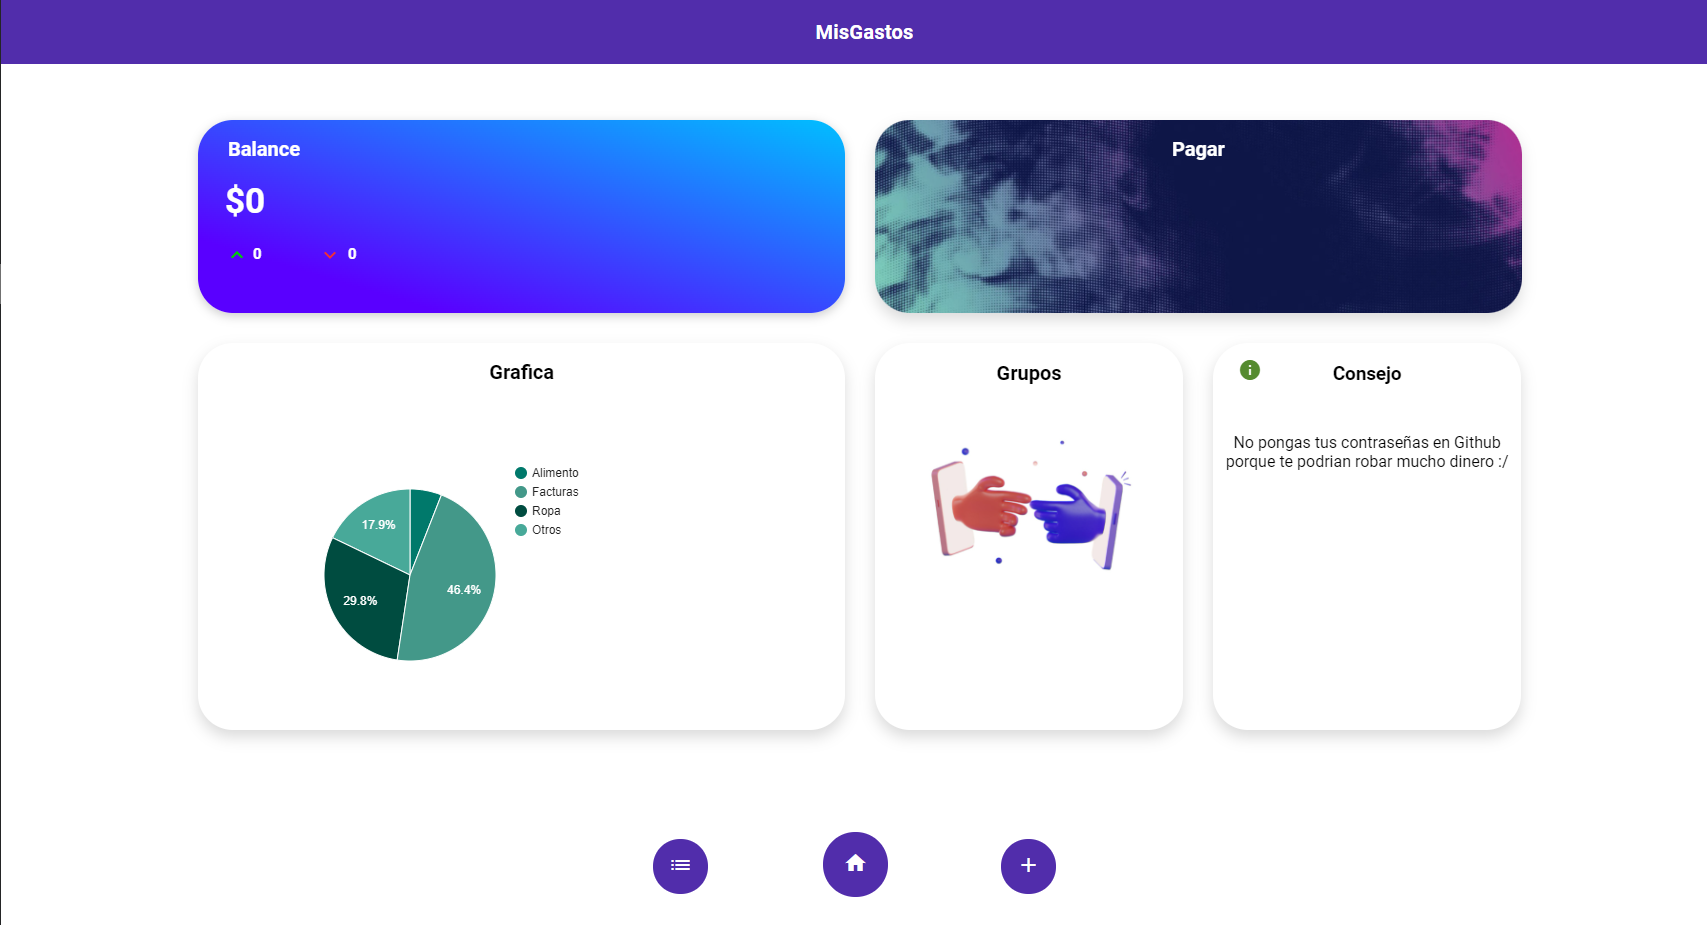 MisGastos
Balance
$0
0 0
Pagar
Grafica
Alimento
Facturas
Ropa
Otros
17.9%
46.4%
29.8%
Grupos
Consejo
No pongas tus contraseñas en Github
porque te podrian robar mucho dinero :/